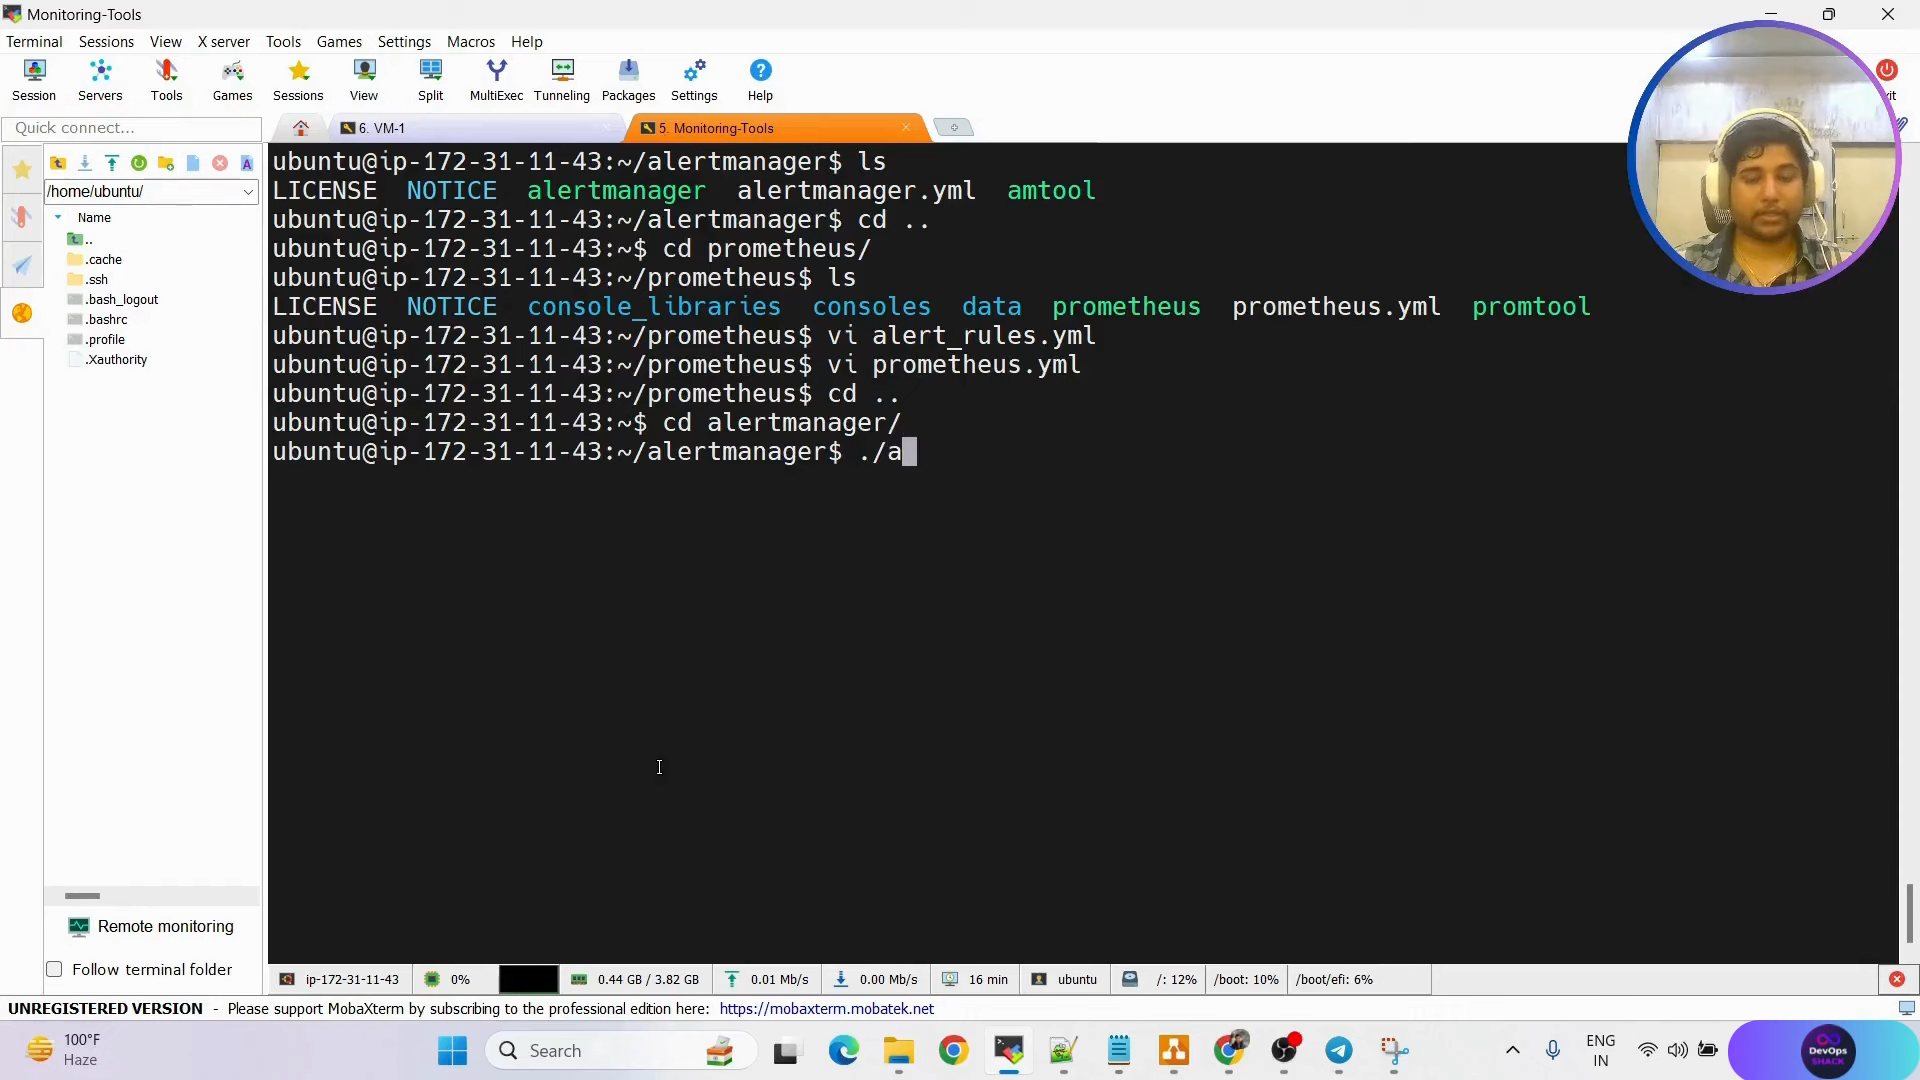 Monitoring-Tools
Terminal Sessions View X server Tools Games Settings Macros Help
Session Servers Tools Games Sessions View Split MultiExec Tunneling Packages Settings Help
Quick connect...
6. VM-1
5. Monitoring-Tools
/home/ubuntu/
Name
..
.cache
.ssh
.bash_logout
.bashrc
.profile
.Xauthority
Remote monitoring
Follow terminal folder
ubuntu@ip-172-31-11-43:~/alertmanager$ ls
LICENSE NOTICE alertmanager alertmanager.yml amtool
ubuntu@ip-172-31-11-43:~/alertmanager$ cd ..
ubuntu@ip-172-31-11-43:~$ cd prometheus/
ubuntu@ip-172-31-11-43:~/prometheus$ ls
LICENSE NOTICE console_libraries consoles data prometheus prometheus.yml promtool
ubuntu@ip-172-31-11-43:~/prometheus$ vi alert_rules.yml
ubuntu@ip-172-31-11-43:~/prometheus$ vi prometheus.yml
ubuntu@ip-172-31-11-43:~/prometheus$ cd ..
ubuntu@ip-172-31-11-43:~$ cd alertmanager/
ubuntu@ip-172-31-11-43:~/alertmanager$ ./a
ip-172-31-11-43 0% 0.44 GB / 3.82 GB 0.01 Mb/s 0.00 Mb/s 16 min ubuntu /: 12% /boot: 10% /boot/efi: 6%
UNREGISTERED VERSION - Please support MobaXterm by subscribing to the professional edition here: https://mobaxterm.mobatek.net
100°F
Haze
Search
ENG
IN
DevOps
SHACK